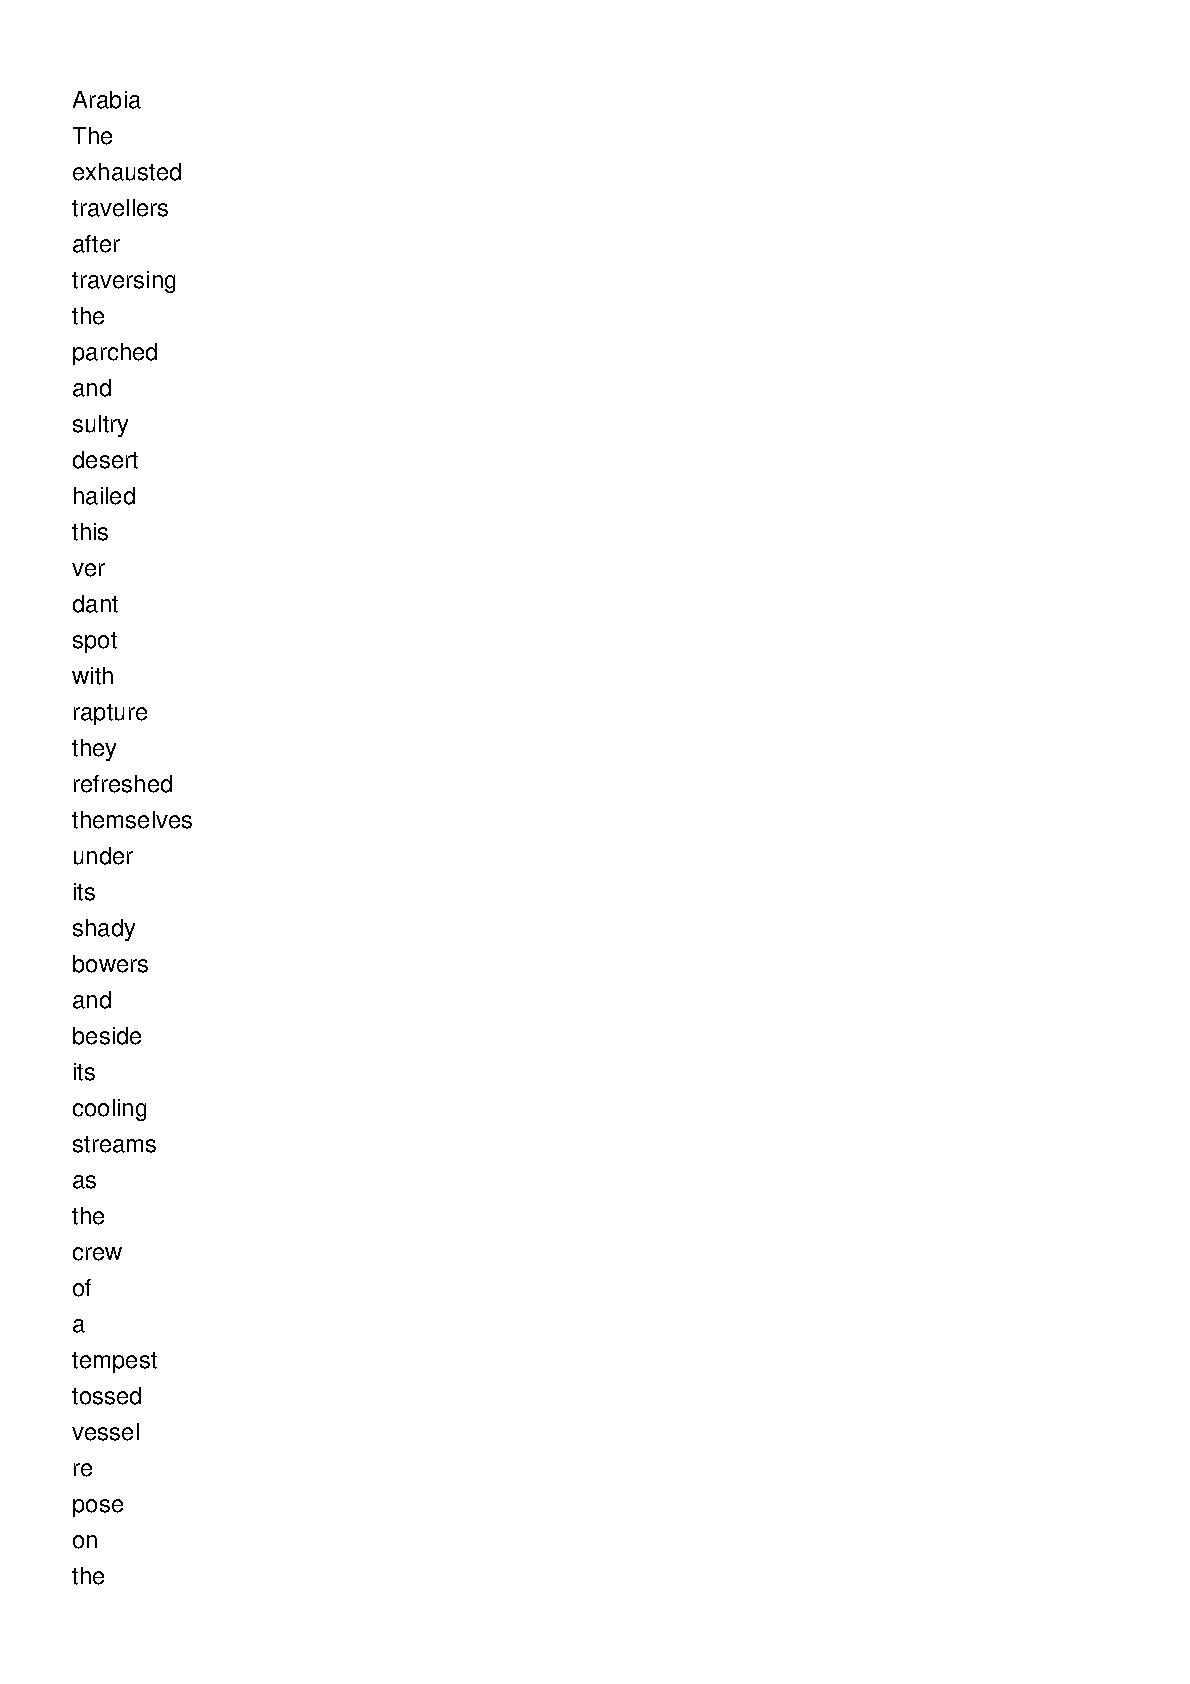 Arabia
The
exhausted
travellers
after
traversing
the
parched
and
sultry
desert
hailed
this
ver
dant
spot
with
rapture
they
refreshed
themselves
under
its
shady
bowers
and
beside
its
cooling
streams
as
the
crew
of
a
tempest
tossed
vessel
re
pose
on
the